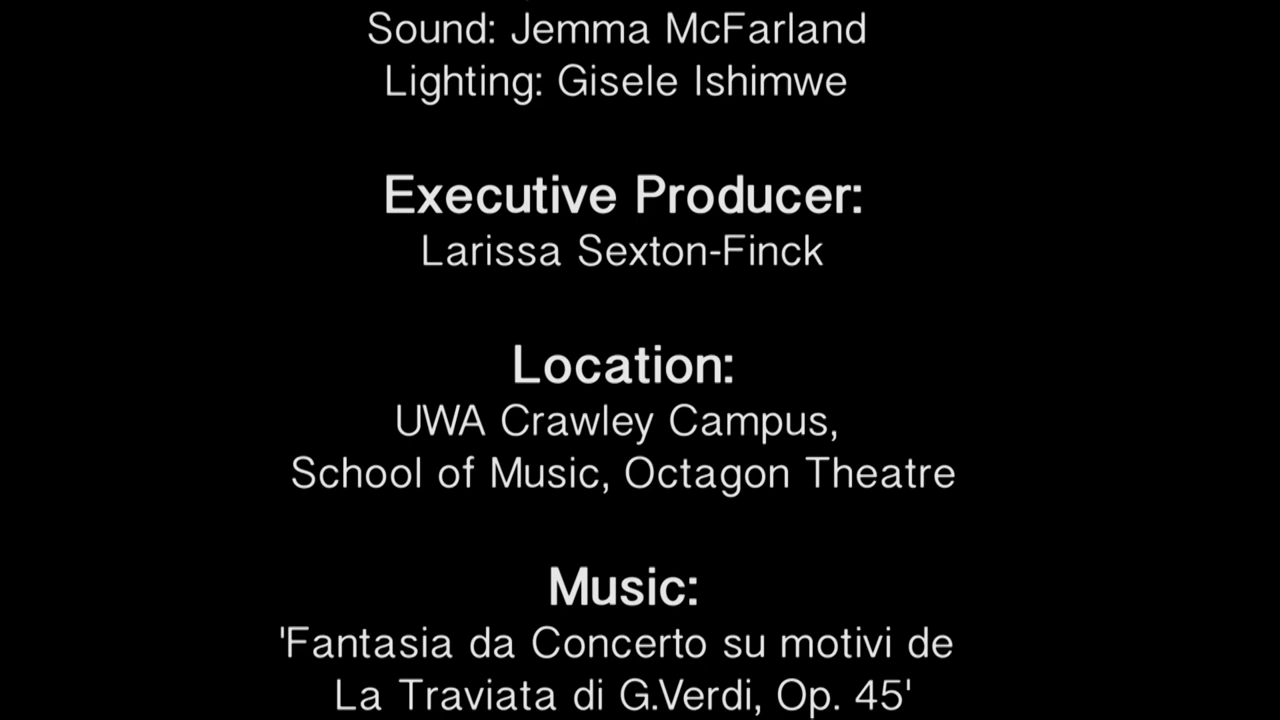 Sound: Jemma McFarland
Lighting: Gisele Ishimwe
Executive Producer:
Larissa Sexton-Finck
Location:
UWA Crawley Campus,
School of Music, Octagon Theatre
Music:
'Fantasia da Concerto su motivi de
La Traviata di G.Verdi, Op. 45'